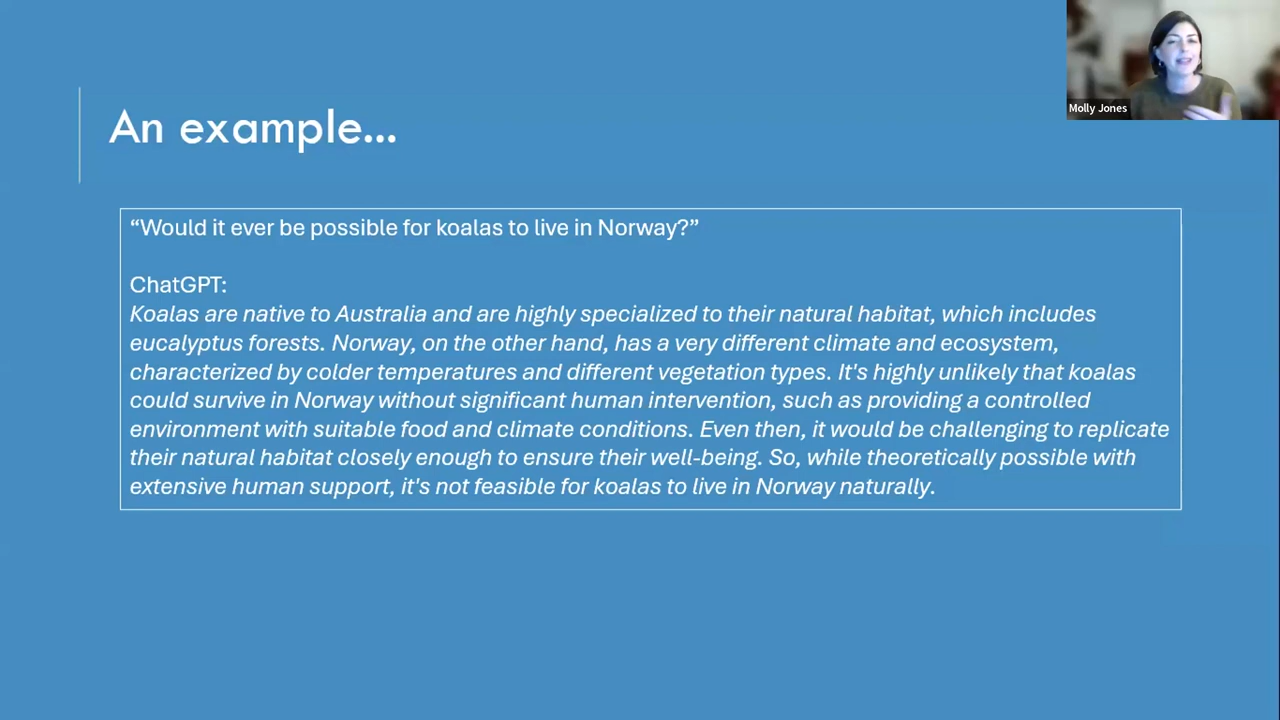 Molly Jones
An example...
“Would it ever be possible for koalas to live in Norway?”
ChatGPT:
Koalas are native to Australia and are highly specialized to their natural habitat, which includes
eucalyptus forests. Norway, on the other hand, has a very different climate and ecosystem,
characterized by colder temperatures and different vegetation types. It's highly unlikely that koalas
could survive in Norway without significant human intervention, such as providing a controlled
environment with suitable food and climate conditions. Even then, it would be challenging to replicate
their natural habitat closely enough to ensure their well-being. So, while theoretically possible with
extensive human support, it's not feasible for koalas to live in Norway naturally.